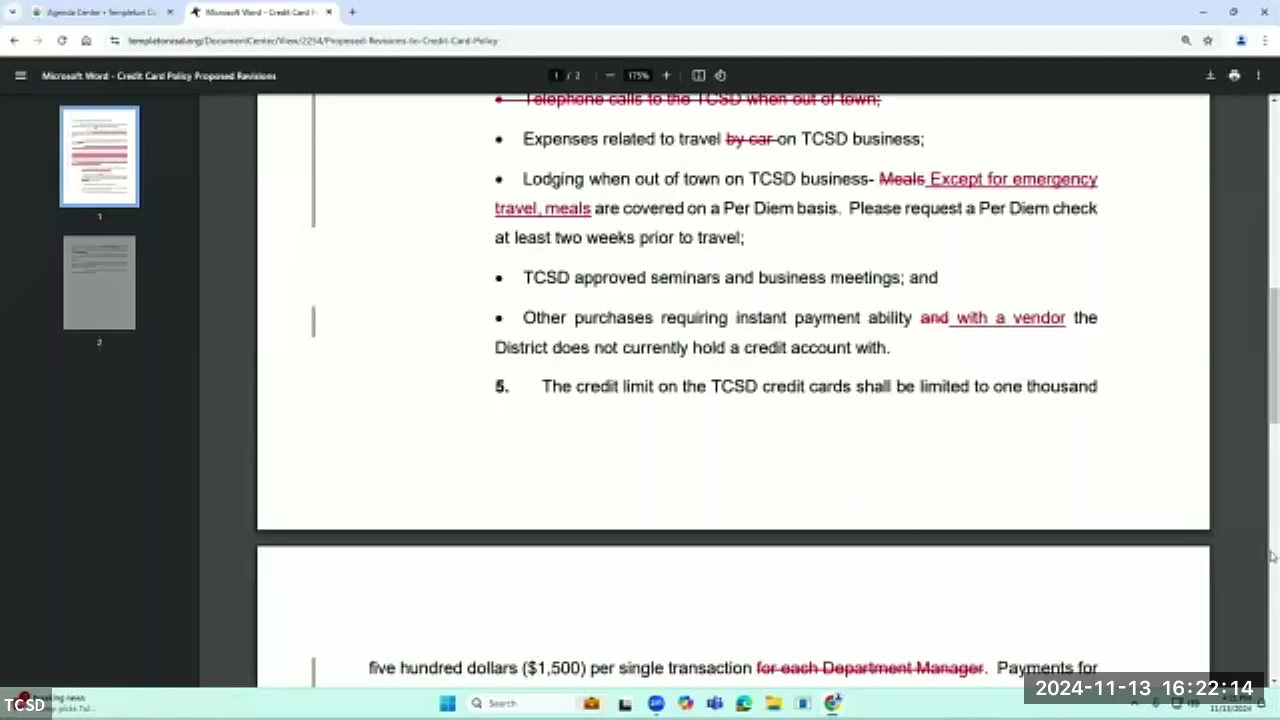 Agenda Center • Templeton C
Microsoft Word - Credit Card P
templetoncsd.org/DocumentCenter/View/2254/Proposed-Revisions-to-Credit-Card-Policy
Microsoft Word - Credit Card Policy Proposed Revisions
1 / 2
175%
• Telephone calls to the TCSD when out of town;
• Expenses related to travel by car on TCSD business;
• Lodging when out of town on TCSD business- Meals Except for emergency
travel, meals are covered on a Per Diem basis. Please request a Per Diem check
at least two weeks prior to travel;
• TCSD approved seminars and business meetings; and
• Other purchases requiring instant payment ability and with a vendor the
District does not currently hold a credit account with.
5. The credit limit on the TCSD credit cards shall be limited to one thousand
five hundred dollars ($1,500) per single transaction for each Department Manager. Payments for
1
2
Search
TCSD
2024-11-13 16:22:14
11/13/2024